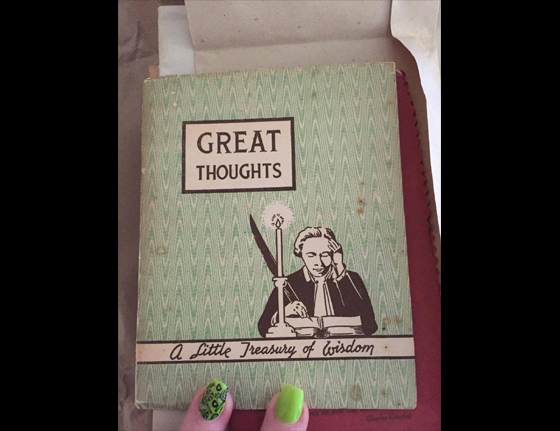 GREAT
THOUGHTS
A Little Treasury of Wisdom